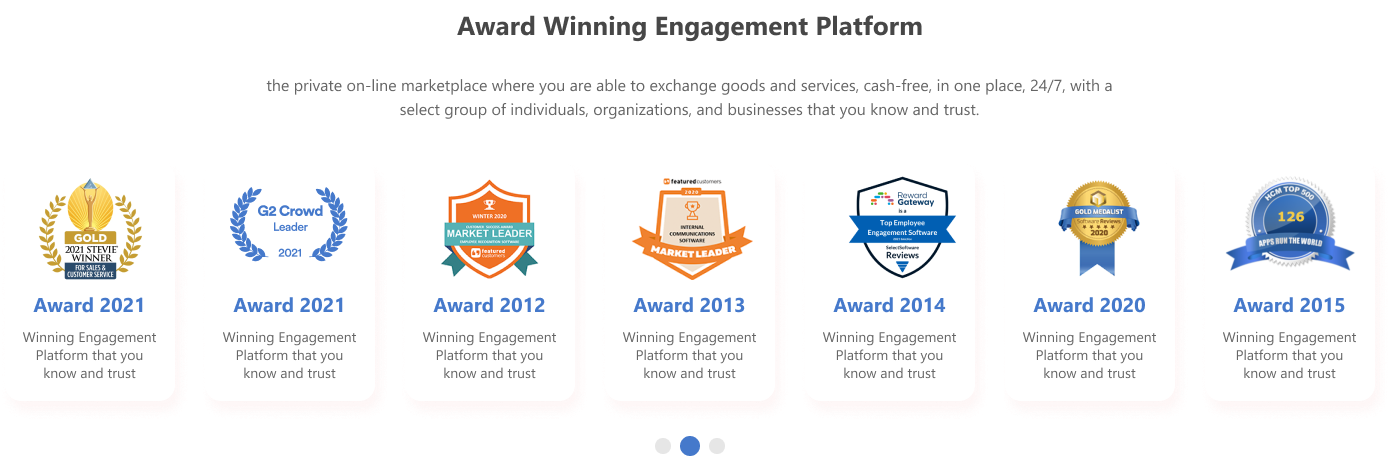 Award Winning Engagement Platform
the private on-line marketplace where you are able to exchange goods and services, cash-free, in one place, 24/7, with a
select group of individuals, organizations, and businesses that you know and trust.
GOLD
2021 STEVIE
WINNER
FOR SALES &
CUSTOMER SERVICE
Award 2021
Winning Engagement
Platform that you
know and trust
G2 Crowd
Leader
2021
Award 2021
Winning Engagement
Platform that you
know and trust
WINTER 2020
CUSTOMER SUCCESS AWARD
MARKET LEADER
EMPLOYEE RECOGNITION SOFTWARE
featured
customers
Award 2012
Winning Engagement
Platform that you
know and trust
featuredcustomers
2020
INTERNAL
COMMUNICATIONS
SOFTWARE
MARKET LEADER
Award 2013
Winning Engagement
Platform that you
know and trust
Reward
Gateway
is a
Top Employee
Engagement Software
SelectSoftware
Reviews
Award 2014
Winning Engagement
Platform that you
know and trust
GOLD MEDALIST
Software Reviews
2020
Award 2020
Winning Engagement
Platform that you
know and trust
HCM TOP 500
126
APPS RUN THE WORLD
Award 2015
Winning Engagement
Platform that you
know and trust